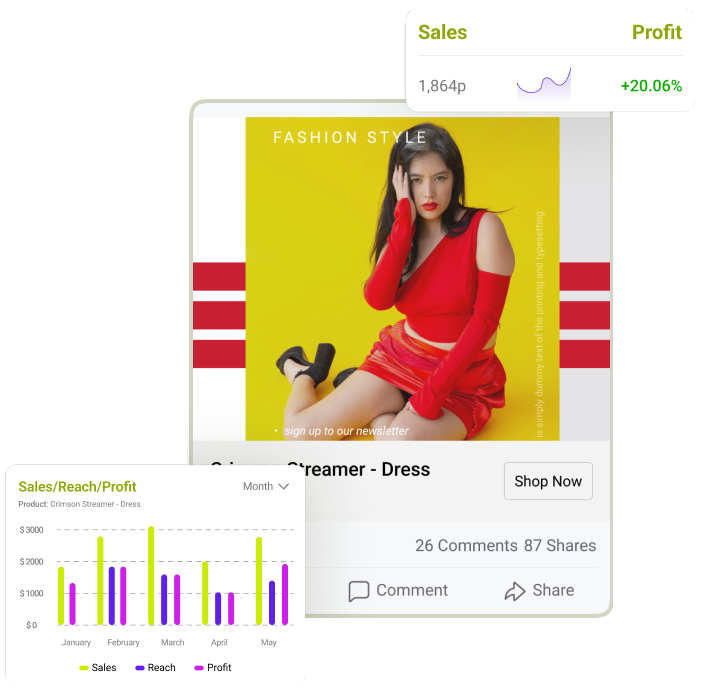 Sales Profit
1,864p +20.06%
FASHION STYLE
is simply dummy text of the printing and typesetting
• sign up to our newsletter
Streamer - Dress
Shop Now
26 Comments 87 Shares
Comment Share
Sales/Reach/Profit Month
Product: Crimson Streamer - Dress
$3000
$2000
$1000
$0
January February March April May
Sales Reach Profit